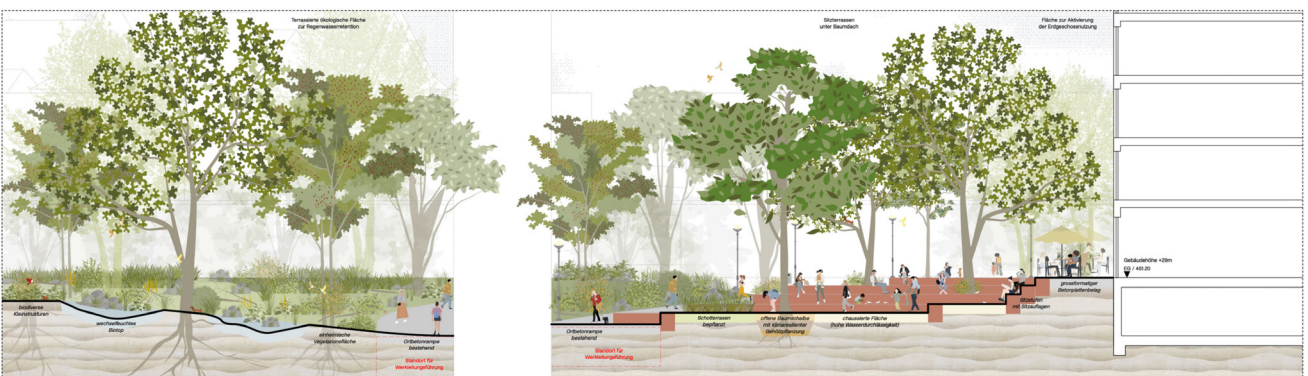 Terrassierte ökologische Fläche
zur Regenwasserretention
biodiverse
Kleinstrukturen
wechselfeuchtes
Biotop
einheimische
Vegetationsfläche
Ortbetonrampe
bestehend
Standort für
Werkleitungsführung
Sitzterrassen
unter Baumdach
Fläche zur Aktivierung
der Erdgeschossnutzung
Ortbetonrampe
bestehend
Standort für
Werkleitungsführung
Schotterrasen
bepflanzt
offene Baumscheibe
mit klimaresilienter
Gehölzpflanzung
chaussierte Fläche
(hohe Wasserdurchlässigkeit)
Sitzstufen
mit Sitzauflagen
grossformatiger
Betonplattenbelag
Gebäudehöhe +29m
EG / 451.20